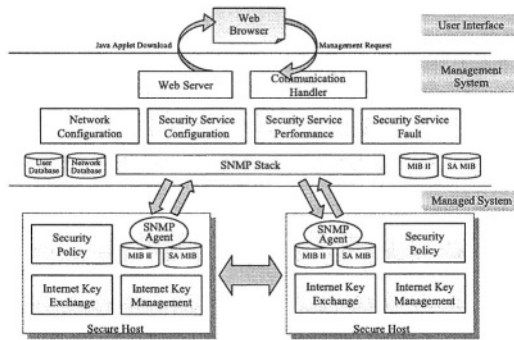 Web
Browser
User Interface
Java Applet Download
Management Request
Management
System
Web Server
Communication
Handler
Network
Configuration
Security Service
Configuration
Security Service
Performance
Security Service
Fault
User
Database
Network
Database
SNMP Stack
MIB II
SA MIB
Managed System
SNMP
Agent
MIB II
SA MIB
Security
Policy
Internet Key
Exchange
Internet Key
Management
Secure Host
SNMP
Agent
MIB II
SA MIB
Security
Policy
Internet Key
Exchange
Internet Key
Management
Secure Host